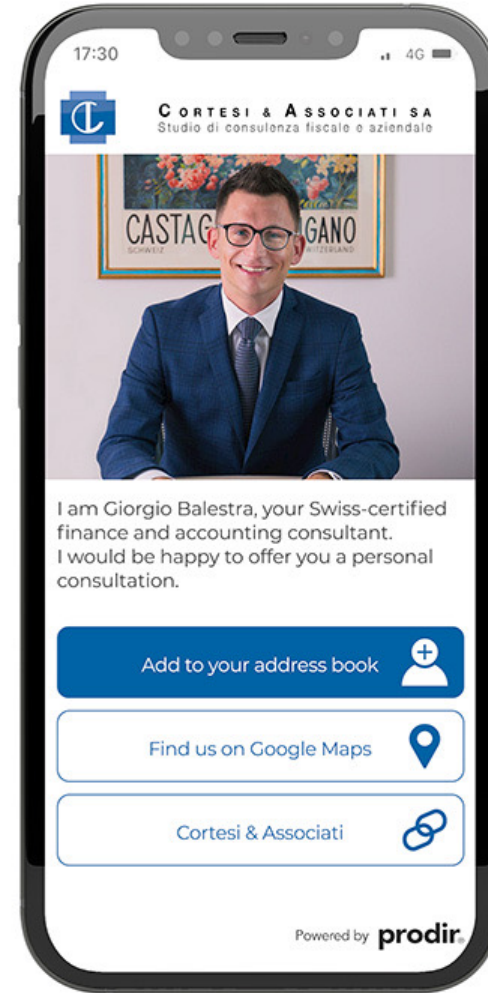 17:30
4G
CORTESI & ASSOCIATI SA
Studio di consulenza fiscale e aziendale
CASTAG GANO
SCHWEIZ WITZERLAND
I am Giorgio Balestra, your Swiss-certified
finance and accounting consultant.
I would be happy to offer you a personal
consultation.
Add to your address book
Find us on Google Maps
Cortesi & Associati
Powered by prodir